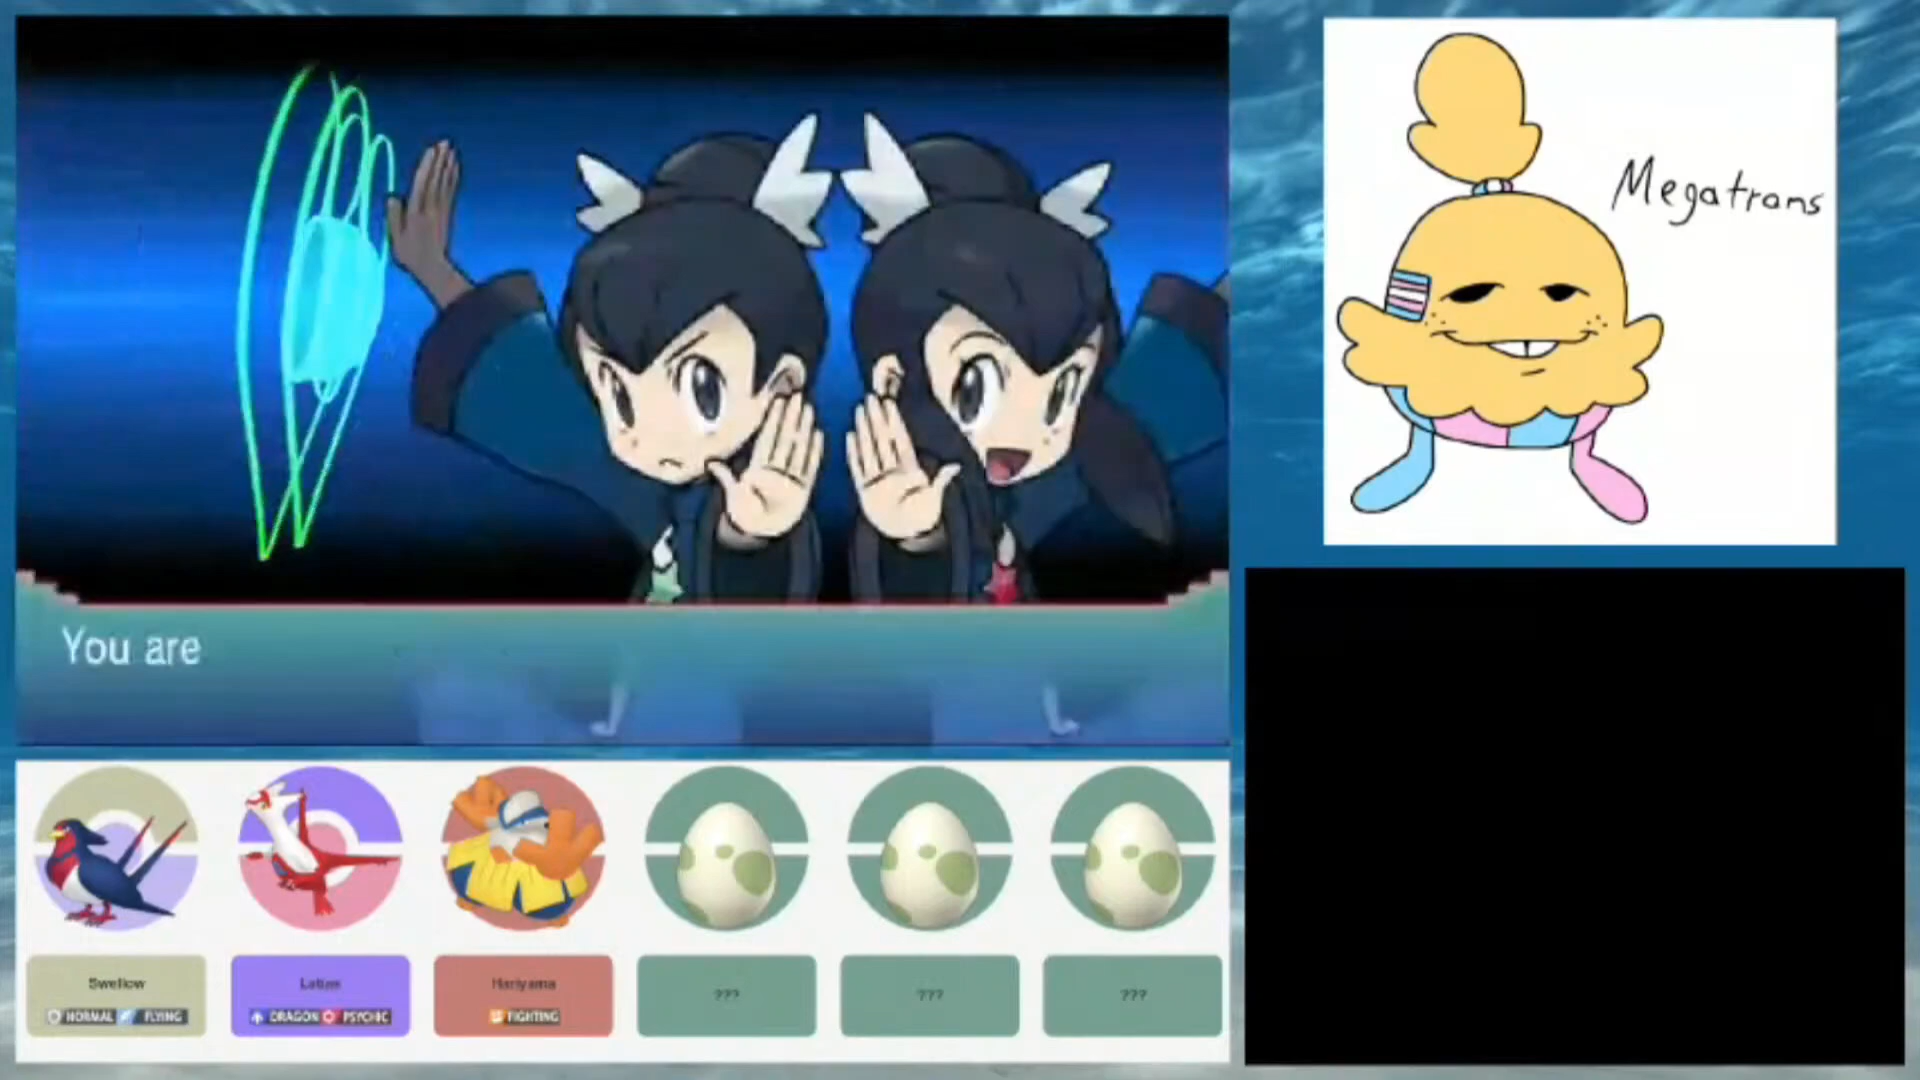 Megatrans
You are
Swellow
NORMAL FLYING
Latias
DRAGON PSYCHIC
Hariyama
FIGHTING
???
???
???